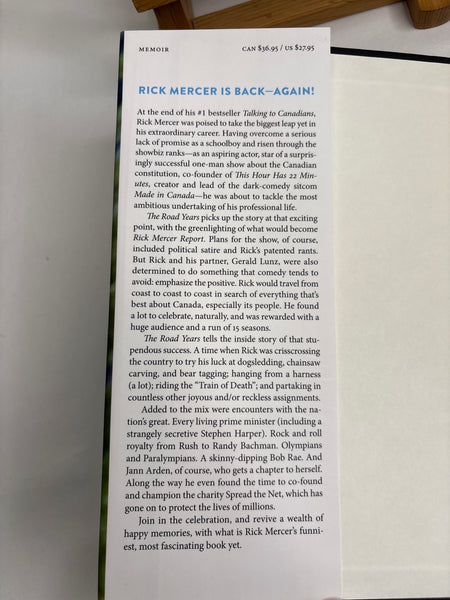 MEMOIR CAN $36.95 / US $27.95
RICK MERCER IS BACK—AGAIN!
At the end of his #1 bestseller Talking to Canadians,
Rick Mercer was poised to take the biggest leap yet in
his extraordinary career. Having overcome a serious
lack of promise as a schoolboy and risen through the
showbiz ranks—as an aspiring actor, star of a surpris-
ingly successful one-man show about the Canadian
constitution, co-founder of This Hour Has 22 Min-
utes, creator and lead of the dark-comedy sitcom
Made in Canada—he was about to tackle the most
ambitious undertaking of his professional life.
The Road Years picks up the story at that exciting
point, with the greenlighting of what would become
Rick Mercer Report. Plans for the show, of course,
included political satire and Rick's patented rants.
But Rick and his partner, Gerald Lunz, were also
determined to do something that comedy tends to
avoid: emphasize the positive. Rick would travel from
coast to coast to coast in search of everything that's
best about Canada, especially its people. He found
a lot to celebrate, naturally, and was rewarded with a
huge audience and a run of 15 seasons.
The Road Years tells the inside story of that stu-
pendous success. A time when Rick was crisscrossing
the country to try his luck at dogsledding, chainsaw
carving, and bear tagging; hanging from a harness
(a lot); riding the "Train of Death"; and partaking in
countless other joyous and/or reckless assignments.
Added to the mix were encounters with the na-
tion's great. Every living prime minister (including a
strangely secretive Stephen Harper). Rock and roll
royalty from Rush to Randy Bachman. Olympians
and Paralympians. A skinny-dipping Bob Rae. And
Jann Arden, of course, who gets a chapter to herself.
Along the way he even found the time to co-found
and champion the charity Spread the Net, which has
gone on to protect the lives of millions.
Join in the celebration, and revive a wealth of
happy memories, with what is Rick Mercer's funni-
est, most fascinating book yet.